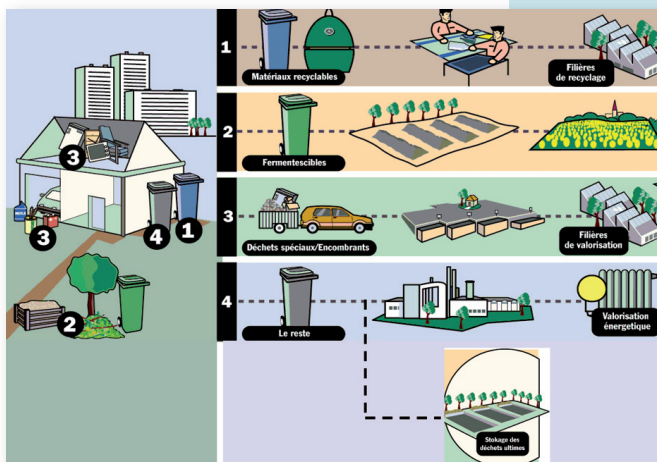 1
Matériaux recyclables
Filières
de recyclage
2
Fermentescibles
3
Déchets spéciaux/Encombrants
Filières
de valorisation
4
Le reste
Valorisation
énergetique
Stokage des
déchets ultimes
3
3
4
1
2